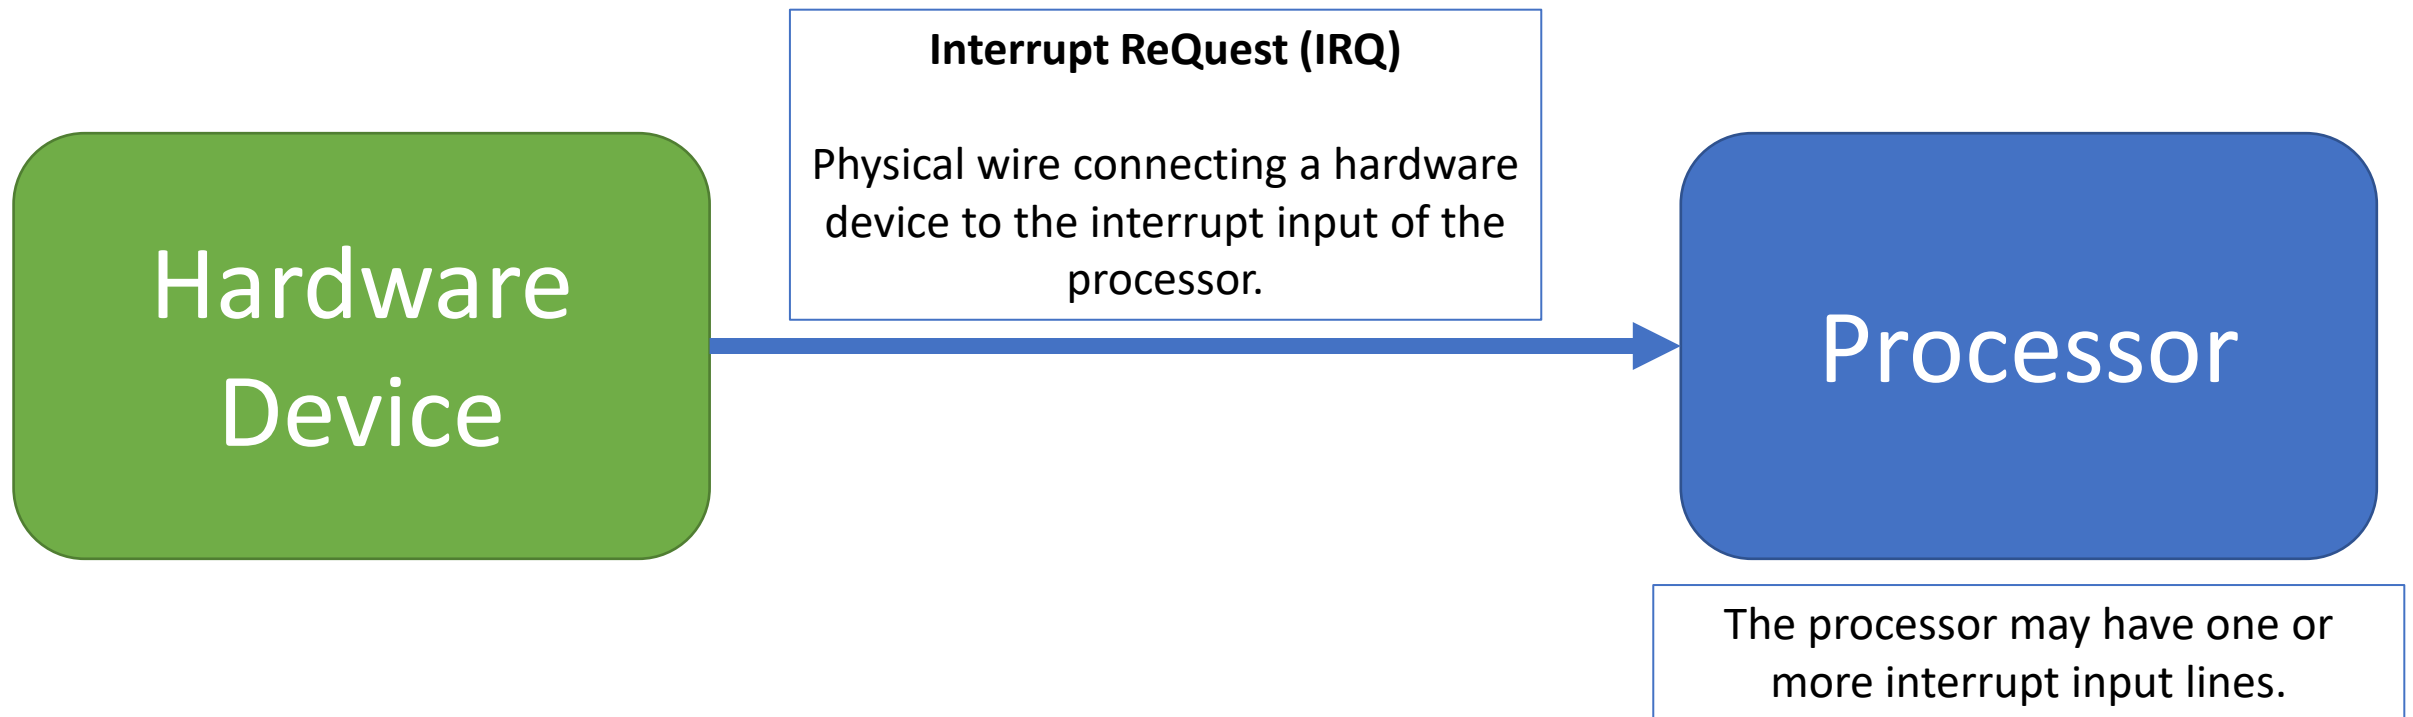 Interrupt ReQuest (IRQ)
Physical wire connecting a hardware
device to the interrupt input of the
processor.
Hardware
Device
Processor
The processor may have one or
more interrupt input lines.